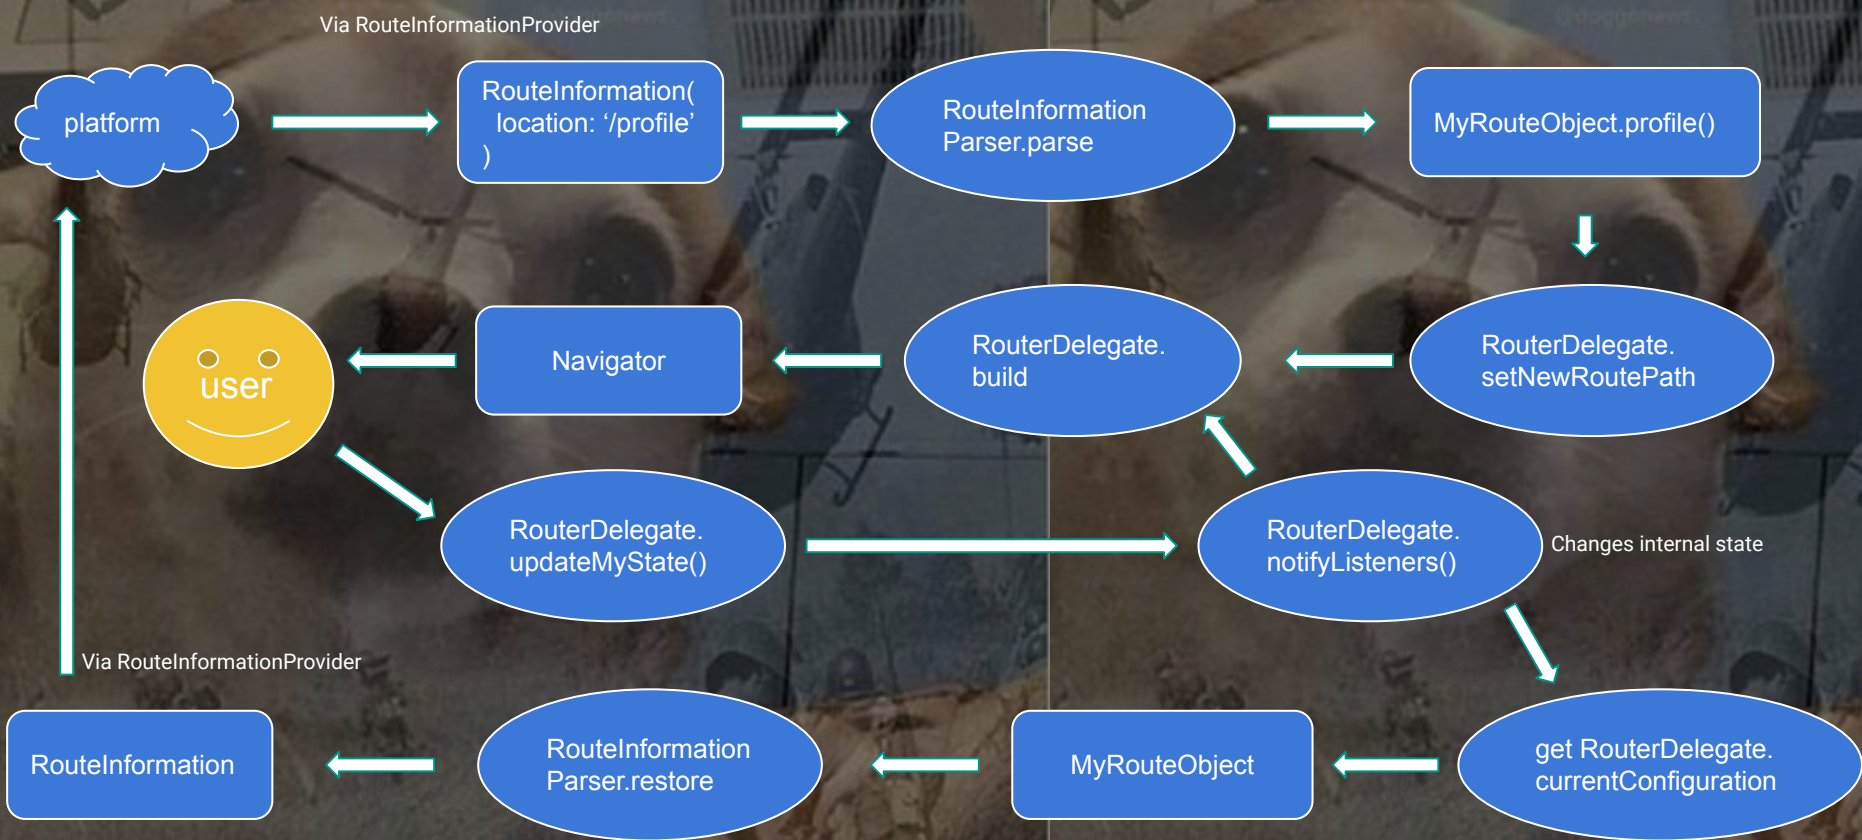 @doggonews
Via RouteInformationProvider
platform
RouteInformation(
location: ‘/profile’
)
RouteInformation
Parser.parse
MyRouteObject.profile()
user
Navigator
RouterDelegate.
build
RouterDelegate.
setNewRoutePath
RouterDelegate.
updateMyState()
RouterDelegate.
notifyListeners()
Changes internal state
Via RouteInformationProvider
RouteInformation
RouteInformation
Parser.restore
MyRouteObject
get RouterDelegate.
currentConfiguration